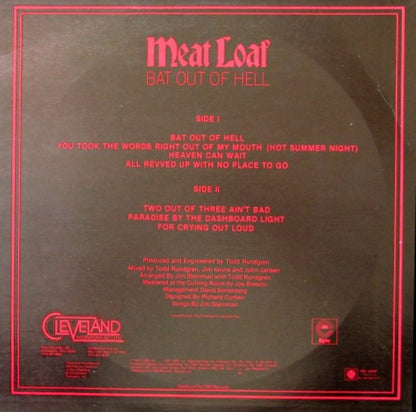 Meat Loaf
BAT OUT OF HELL
SIDE I
BAT OUT OF HELL
YOU TOOK THE WORDS RIGHT OUT OF MY MOUTH (HOT SUMMER NIGHT)
HEAVEN CAN WAIT
ALL REVVED UP WITH NO PLACE TO GO
SIDE II
TWO OUT OF THREE AIN'T BAD
PARADISE BY THE DASHBOARD LIGHT
FOR CRYING OUT LOUD
Produced and Engineered by Todd Rundgren
Mixed by Todd Rundgren, Jim Iovine and John Jansen
Arranged By Jim Steinman with Todd Rundgren
Mastered at the Cutting Room By Joe Brescio
Management David Sonenberg
Designed By Richard Corben
Songs By Jim Steinman
CLEVELAND
Epic